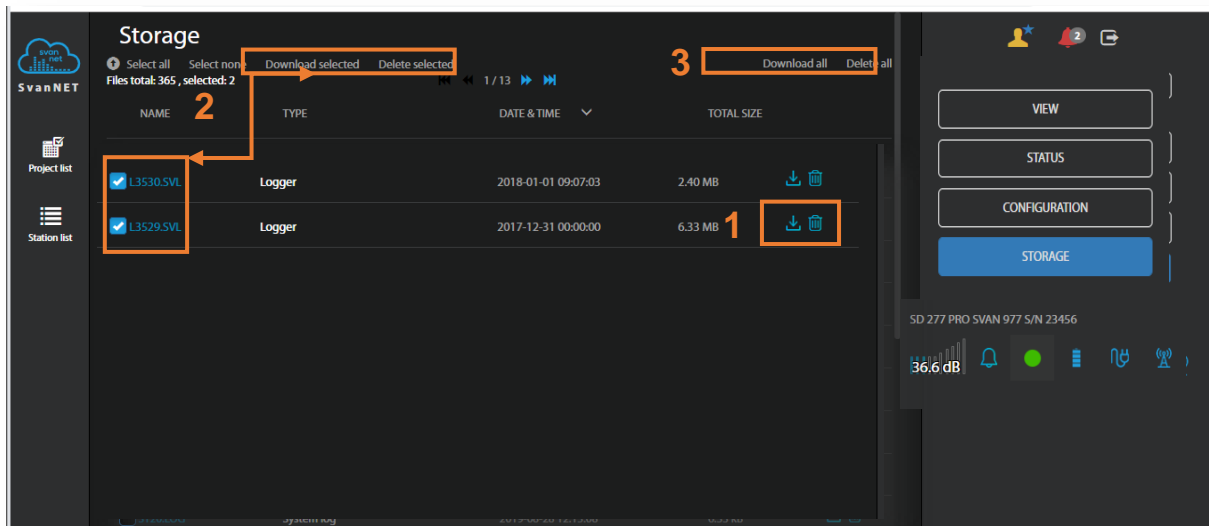 svan
net
SvanNET
Project list
Station list
Storage
Select all Select none Download selected Delete selected
Files total: 365 , selected: 2
1 / 13
3
Download all Delete all
2
NAME TYPE DATE & TIME TOTAL SIZE
L3530.SVL Logger 2018-01-01 09:07:03 2.40 MB
L3529.SVL Logger 2017-12-31 00:00:00 6.33 MB
1
System log
2
VIEW
STATUS
CONFIGURATION
STORAGE
SD 277 PRO SVAN 977 S/N 23456
36.6 dB